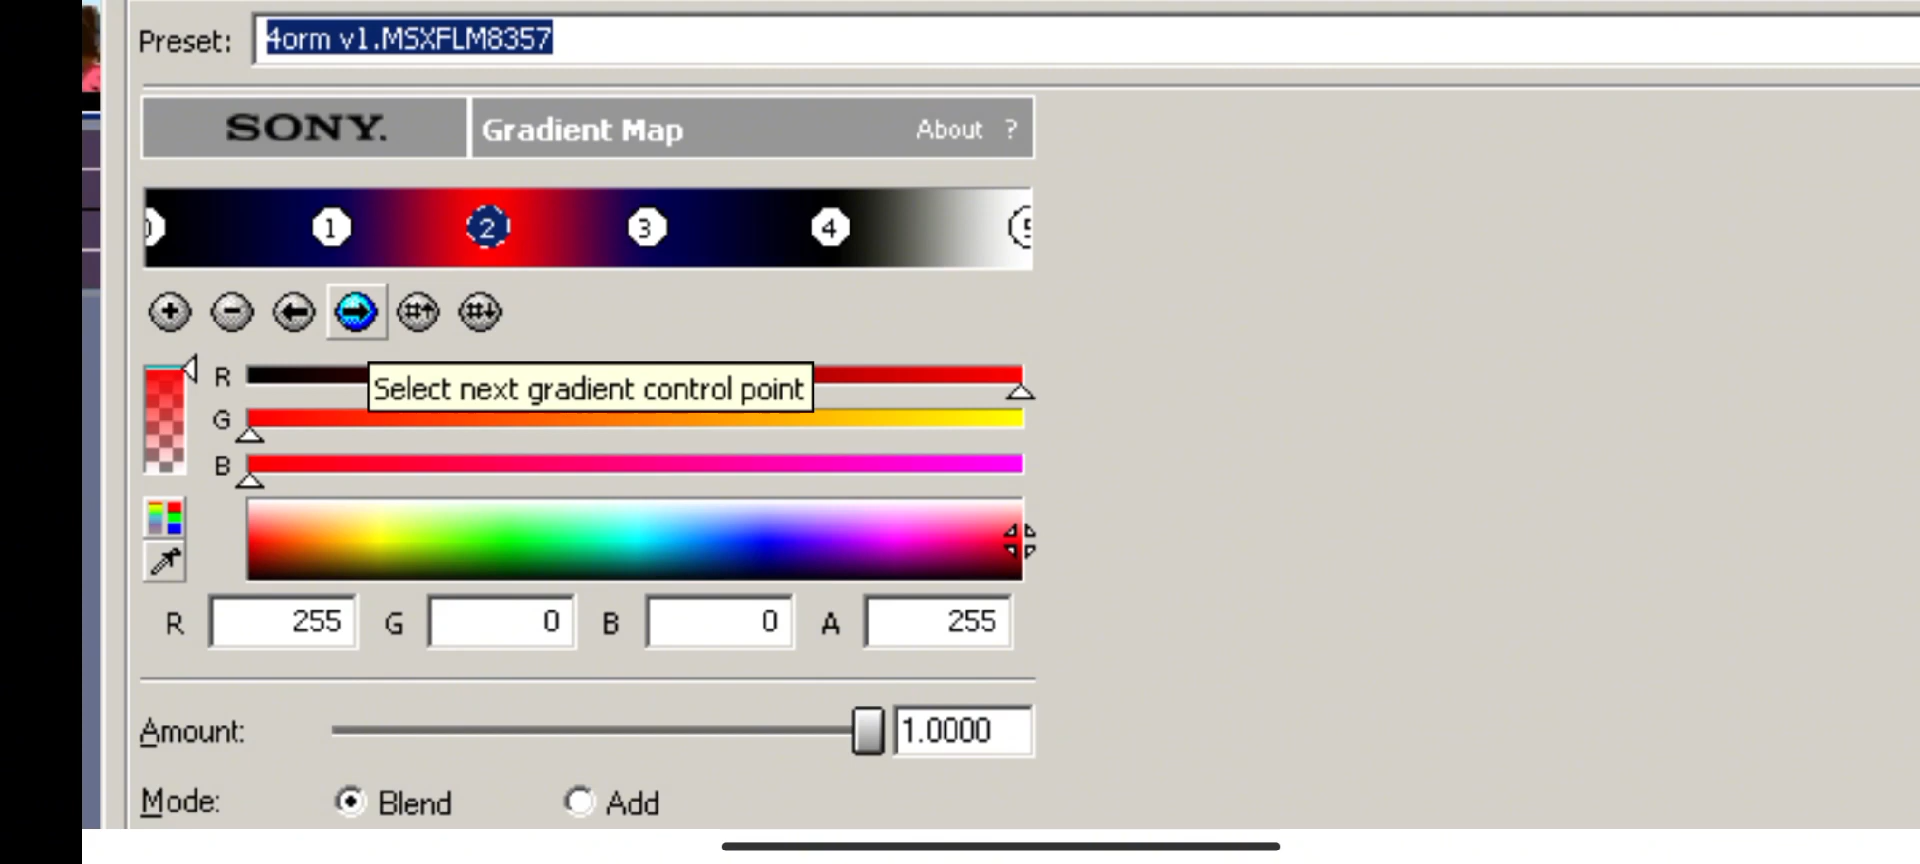 Preset: 4orm v1.MSXFLM8357
SONY. Gradient Map About ?
1 2 3 4
Select next gradient control point
R
G
B
R 255 G 0 B 0 A 255
Amount: 1.0000
Mode: Blend Add